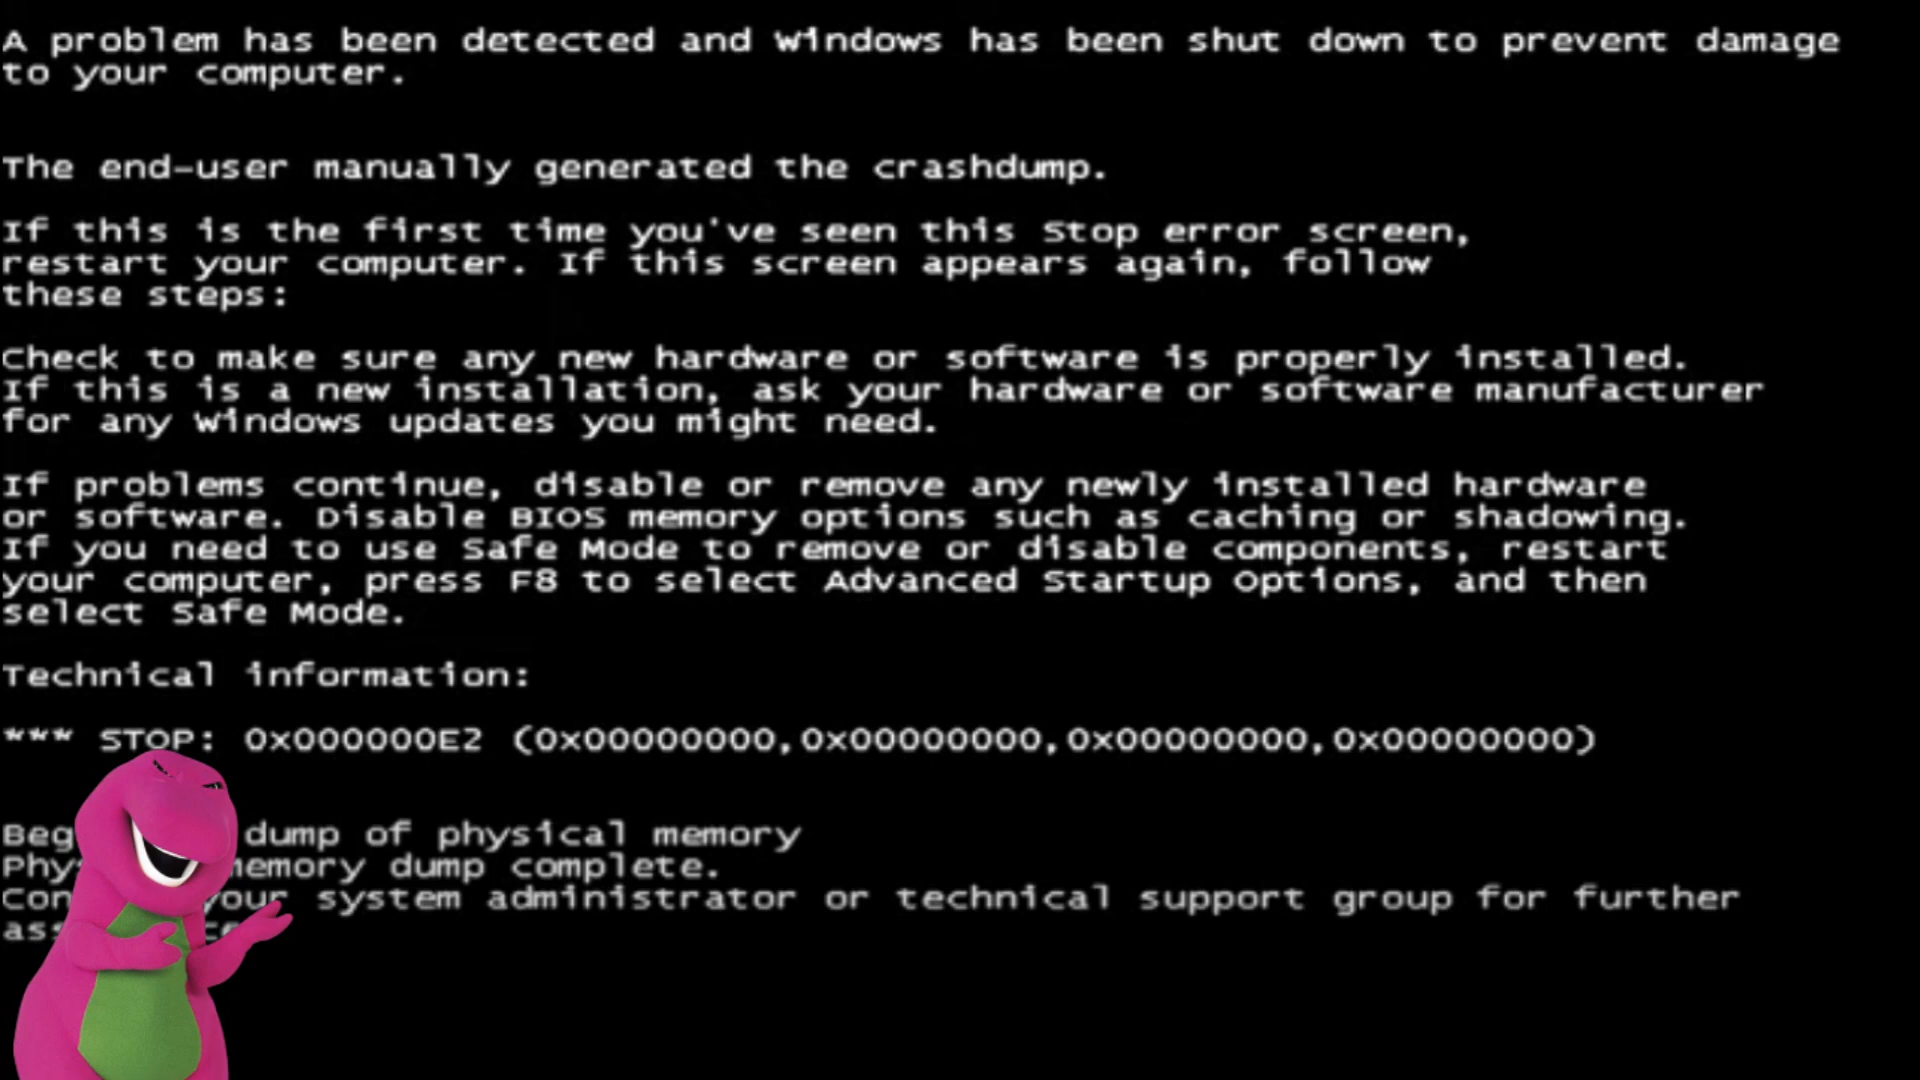 A problem has been detected and windows has been shut down to prevent damage
to your computer.
The end-user manually generated the crashdump.
If this is the first time you've seen this Stop error screen,
restart your computer. If this screen appears again, follow
these steps:
Check to make sure any new hardware or software is properly installed.
If this is a new installation, ask your hardware or software manufacturer
for any windows updates you might need.
If problems continue, disable or remove any newly installed hardware
or software. Disable BIOS memory options such as caching or shadowing.
If you need to use Safe Mode to remove or disable components, restart
your computer, press F8 to select Advanced Startup Options, and then
select Safe Mode.
Technical information:
*** STOP: 0x000000E2 (0x00000000,0x00000000,0x00000000,0x00000000)
dump of physical memory
memory dump complete.
your system administrator or technical support group for further